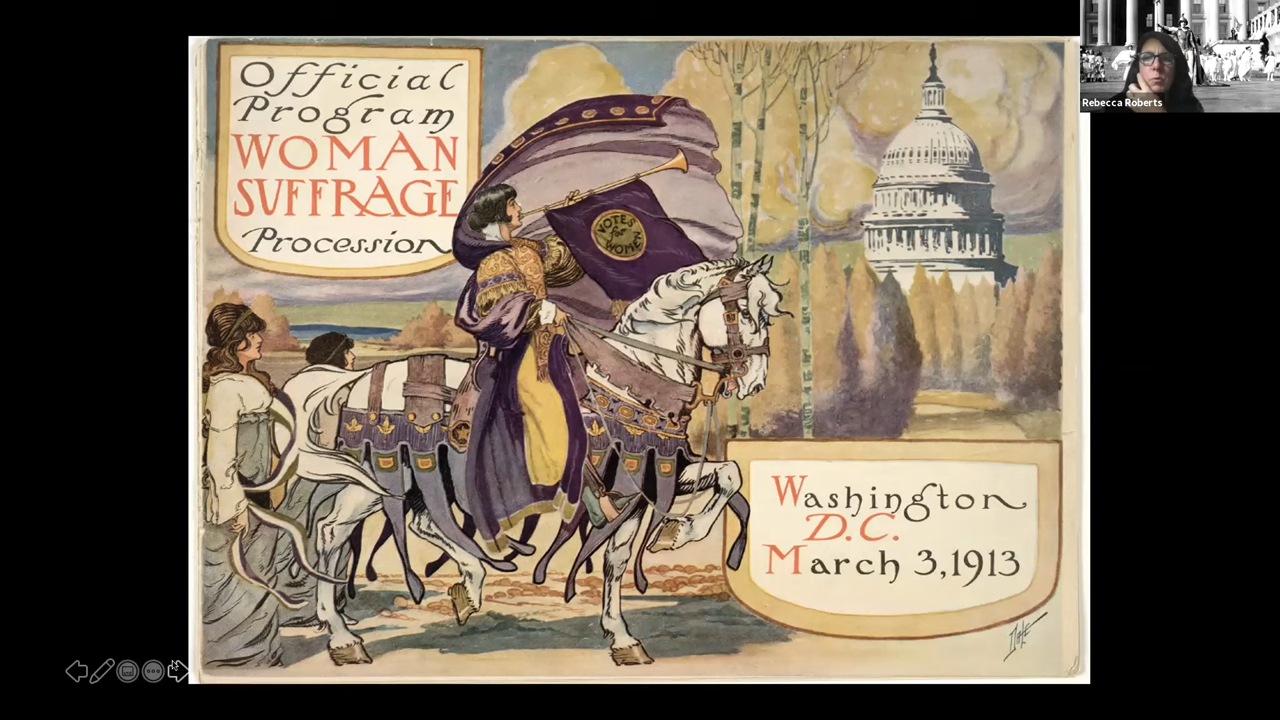 Official
Program
WOMAN
SUFFRAGE
Procession
VOTES
for
WOMEN
Washington
D.C.
March 3,1913
Rebecca Roberts